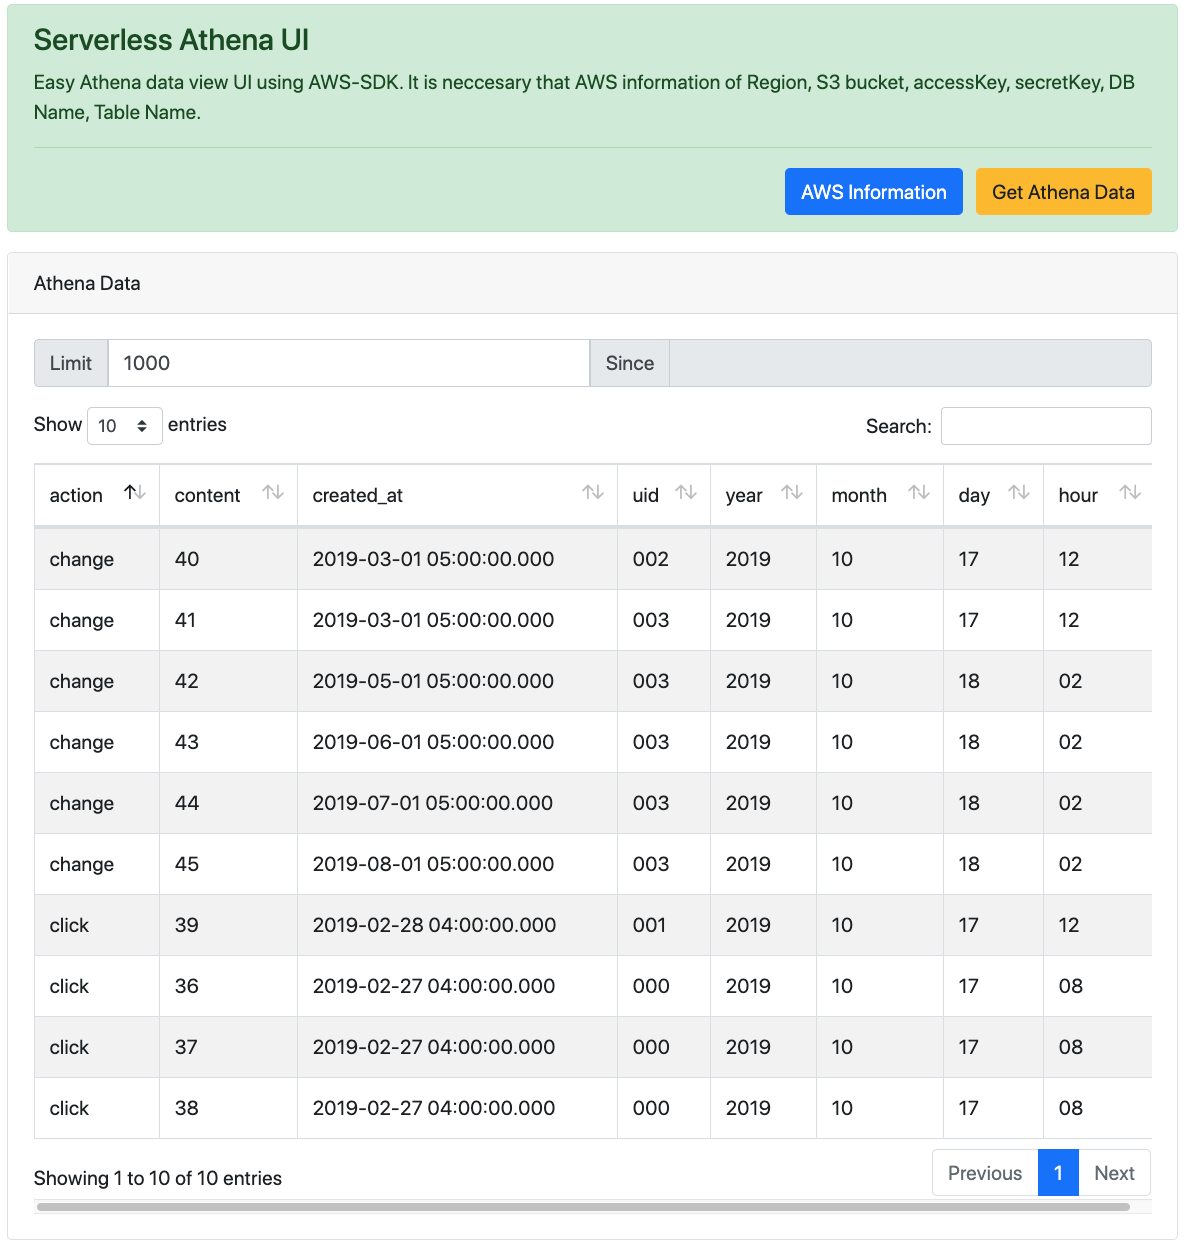 Serverless Athena UI
Easy Athena data view UI using AWS-SDK. It is neccesary that AWS information of Region, S3 bucket, accessKey, secretKey, DB
Name, Table Name.
AWS Information Get Athena Data
Athena Data
Limit 1000 Since
Show 10 entries Search:
action content created_at uid year month day hour
change 40 2019-03-01 05:00:00.000 002 2019 10 17 12
change 41 2019-03-01 05:00:00.000 003 2019 10 17 12
change 42 2019-05-01 05:00:00.000 003 2019 10 18 02
change 43 2019-06-01 05:00:00.000 003 2019 10 18 02
change 44 2019-07-01 05:00:00.000 003 2019 10 18 02
change 45 2019-08-01 05:00:00.000 003 2019 10 18 02
click 39 2019-02-28 04:00:00.000 001 2019 10 17 12
click 36 2019-02-27 04:00:00.000 000 2019 10 17 08
click 37 2019-02-27 04:00:00.000 000 2019 10 17 08
click 38 2019-02-27 04:00:00.000 000 2019 10 17 08
Showing 1 to 10 of 10 entries Previous 1 Next